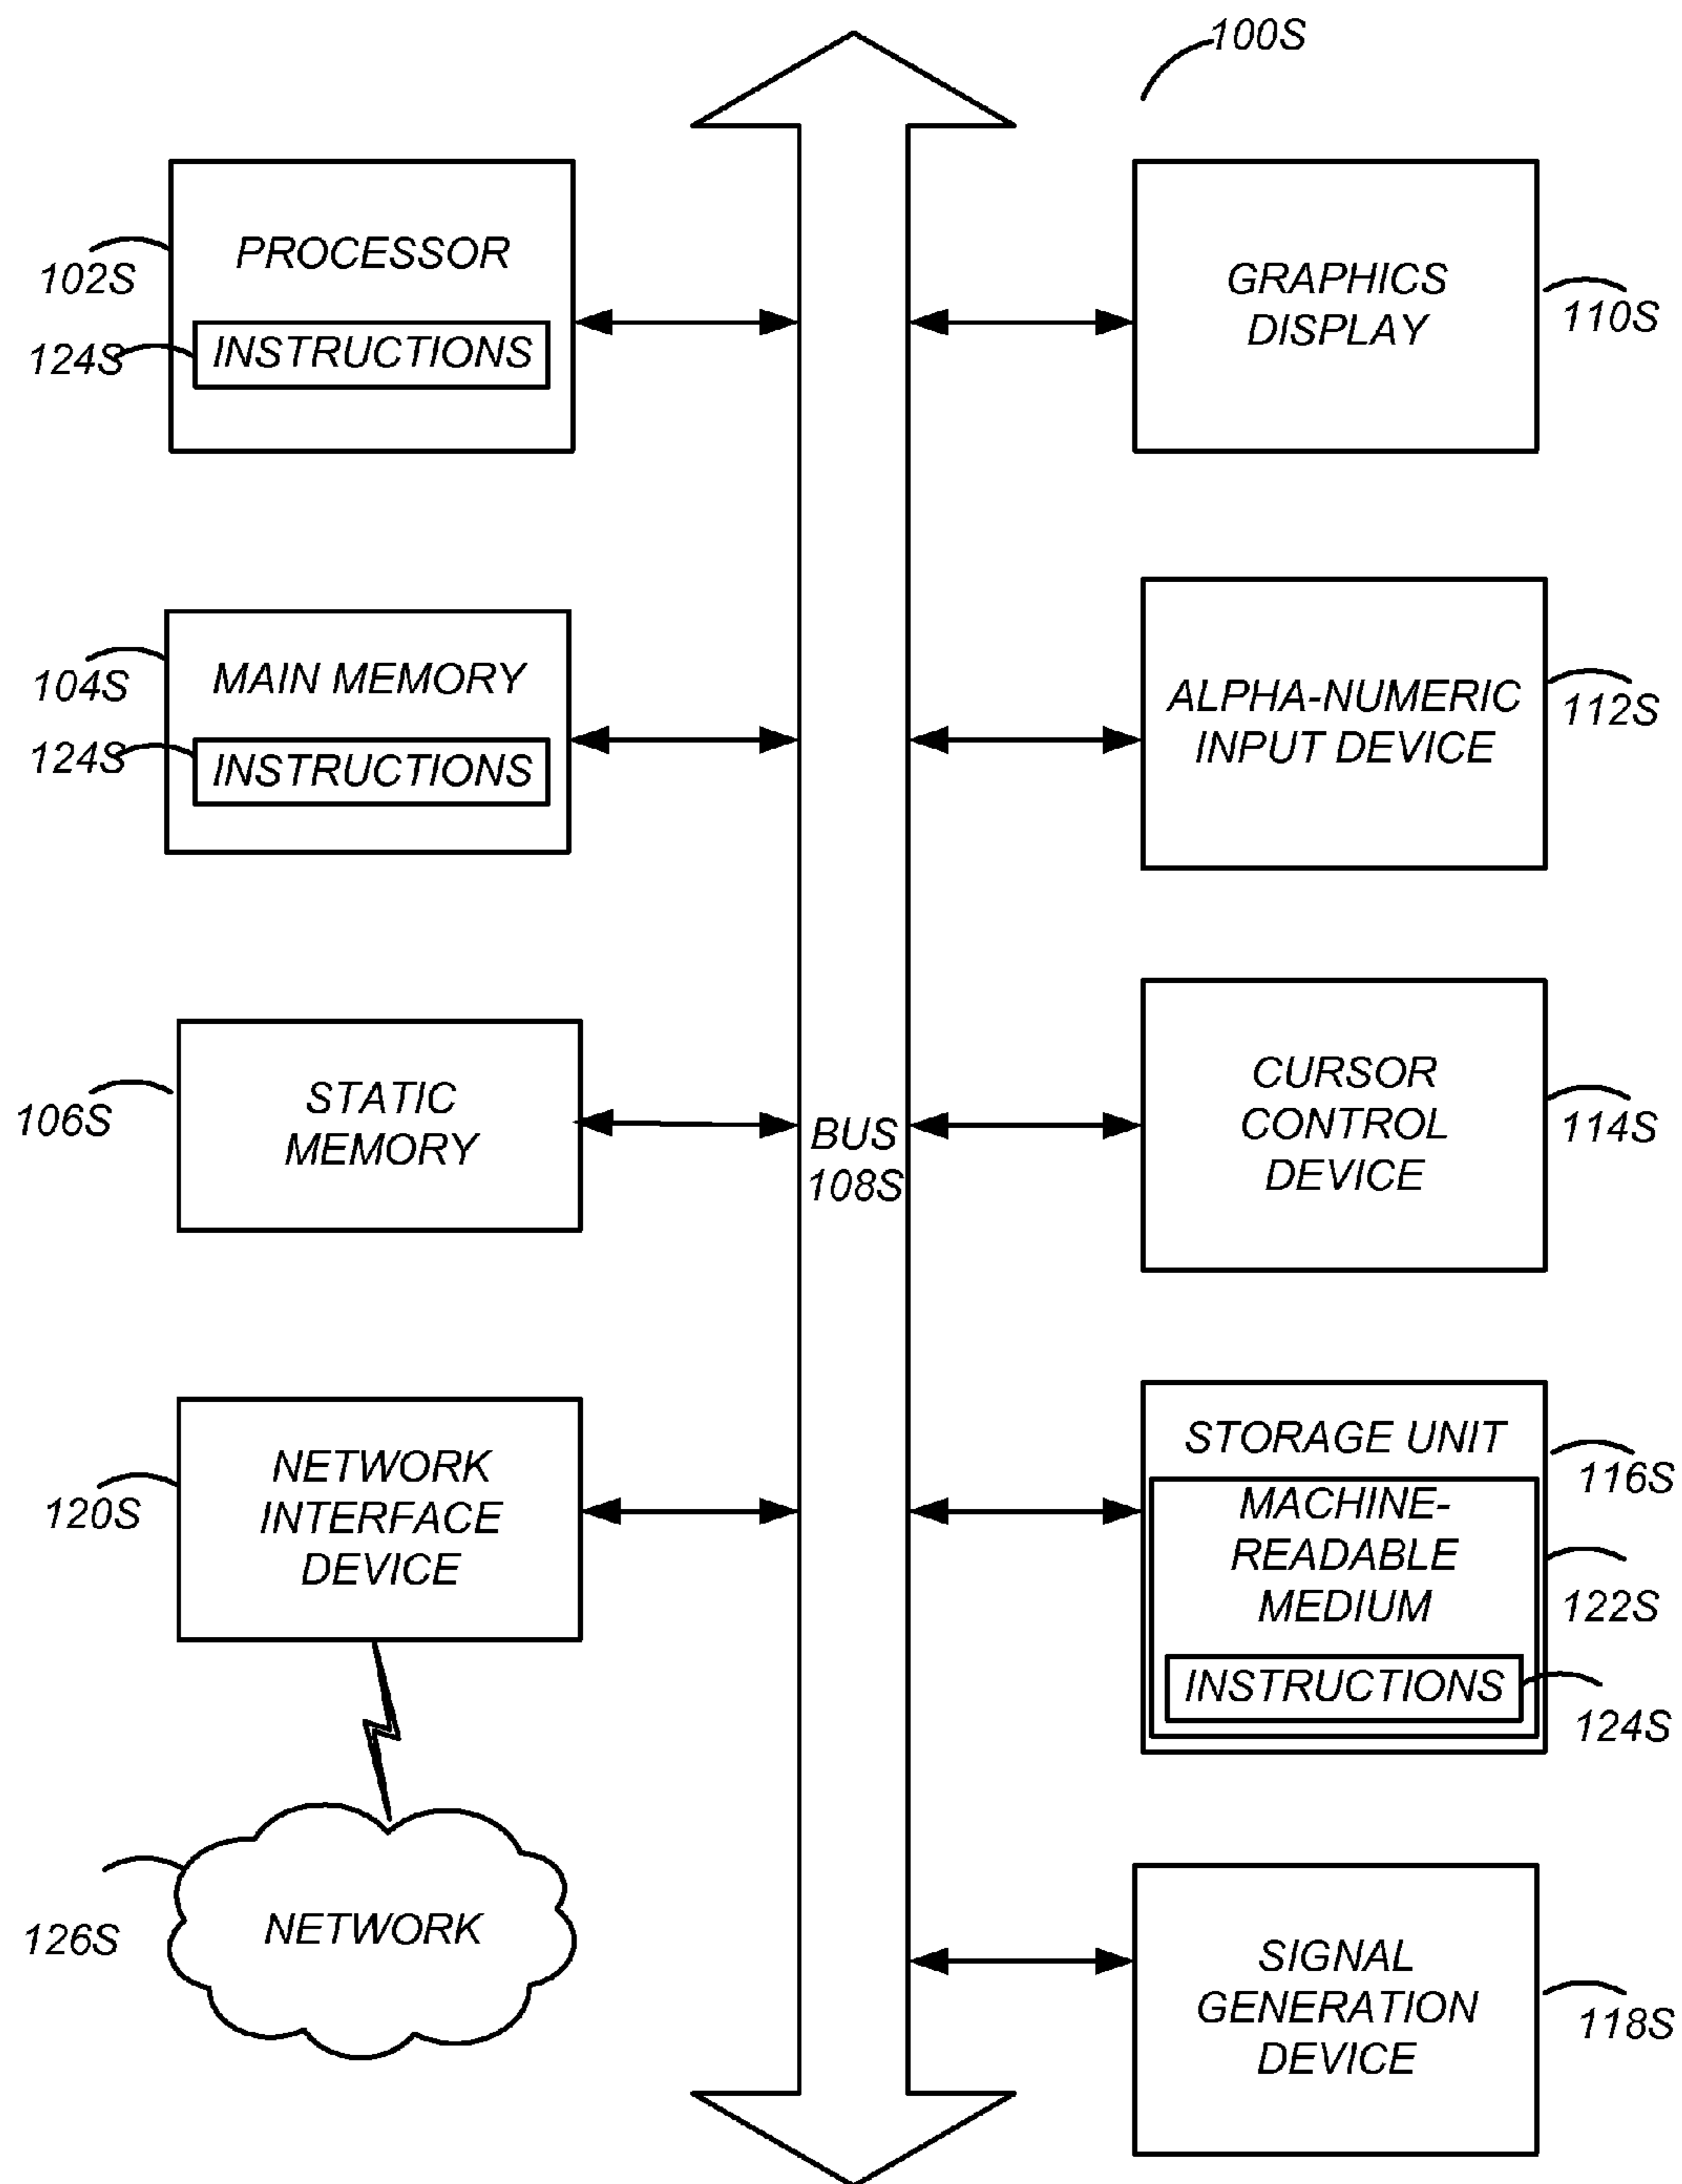 100S
PROCESSOR
102S
INSTRUCTIONS
124S
MAIN MEMORY
104S
INSTRUCTIONS
124S
STATIC
MEMORY
106S
NETWORK
INTERFACE
DEVICE
120S
NETWORK
126S
BUS
108S
GRAPHICS
DISPLAY
110S
ALPHA-NUMERIC
INPUT DEVICE
112S
CURSOR
CONTROL
DEVICE
114S
STORAGE UNIT
116S
MACHINE-
READABLE
MEDIUM
122S
INSTRUCTIONS
124S
SIGNAL
GENERATION
DEVICE
118S